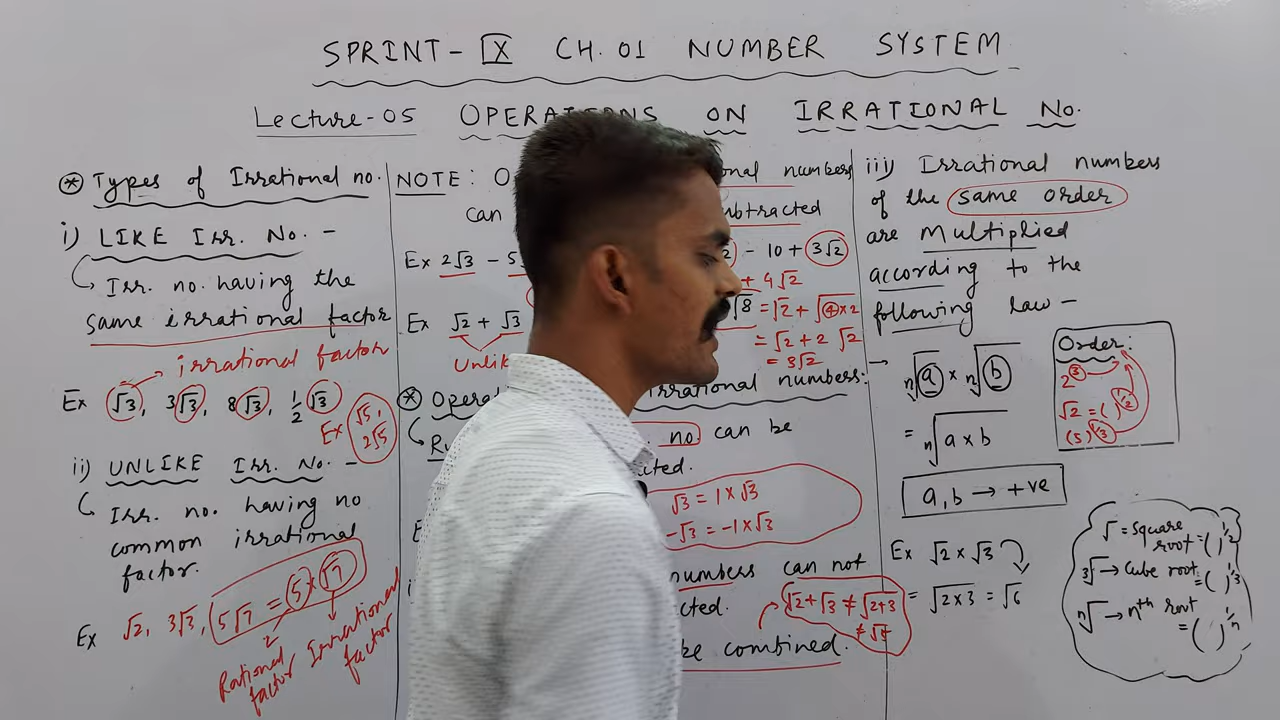 SPRINT-IX CH.01 NUMBER SYSTEM
Lecture-05 OPERATIONS ON IRRATIONAL No.
Types of Irrational no.
i) LIKE Irr. No. -
Irr. no. having the
same irrational factor
irrational factor
Ex √3, 3√3, 8√3, 1/2 √3
Ex √5, 2√5
ii) UNLIKE Irr. No. -
Irr. no. having no
common irrational
factor.
Ex √2, 3√3, 5√7 = 5 × √7
Rational factor
Irrational factor
NOTE: O
onal numbers
can
btracted
Ex 2√3 - 5
- 10 + 3√2
+ 4√2
Ex √2 + √3
√8 = √2 + √4×2
= √2 + 2√2
= 3√2
Unlik
Opera
irrational numbers:
Ru
no. can be
√3 = 1 × √3
-√3 = -1 × √3
numbers can not
cted.
√2 + √3 ≠ √2+3
be combined.
iii) Irrational numbers
of the same order
are Multiplied
according to the
following law -
→ ⁿ√a × ⁿ√b
= ⁿ√a × b
a, b → +ve
Ex √2 × √3
= √2×3 = √6
Order:
2³
√2 = ( )^1/2
(5)^1/3
√ = square
root = ( )^1/2
³√ → Cube root
= ( )^1/3
ⁿ√ → nth root
= ( )^1/n